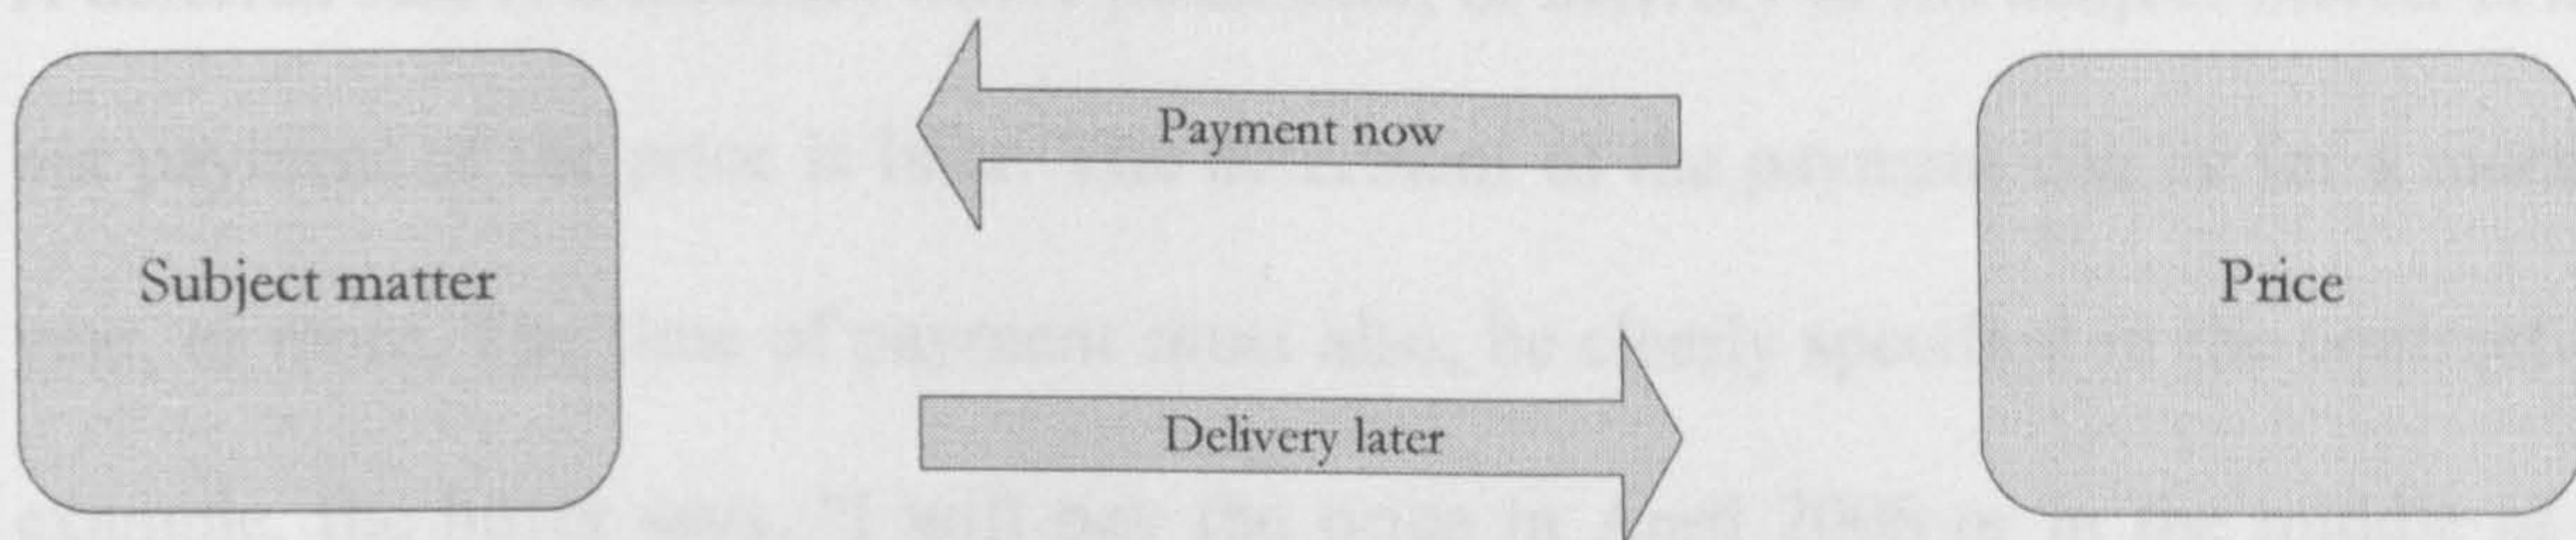 Payment now
Subject matter
Price
Delivery later